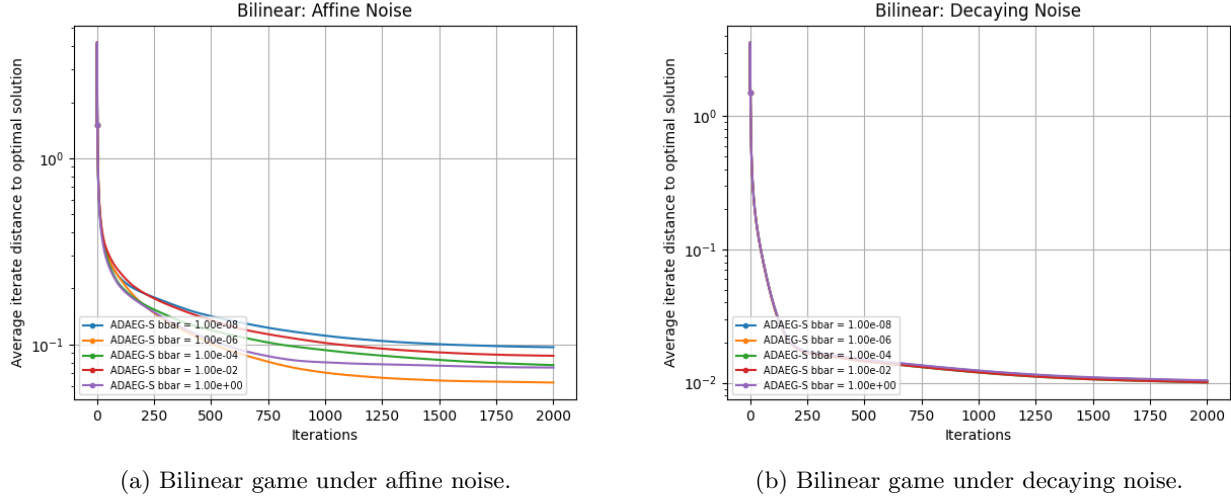 Bilinear: Affine Noise
Average iterate distance to optimal solution
10^0
10^-1
ADAEG-S bbar = 1.00e-08
ADAEG-S bbar = 1.00e-06
ADAEG-S bbar = 1.00e-04
ADAEG-S bbar = 1.00e-02
ADAEG-S bbar = 1.00e+00
0 250 500 750 1000 1250 1500 1750 2000
Iterations
(a) Bilinear game under affine noise.
Bilinear: Decaying Noise
Average iterate distance to optimal solution
10^0
10^-1
10^-2
ADAEG-S bbar = 1.00e-08
ADAEG-S bbar = 1.00e-06
ADAEG-S bbar = 1.00e-04
ADAEG-S bbar = 1.00e-02
ADAEG-S bbar = 1.00e+00
0 250 500 750 1000 1250 1500 1750 2000
Iterations
(b) Bilinear game under decaying noise.